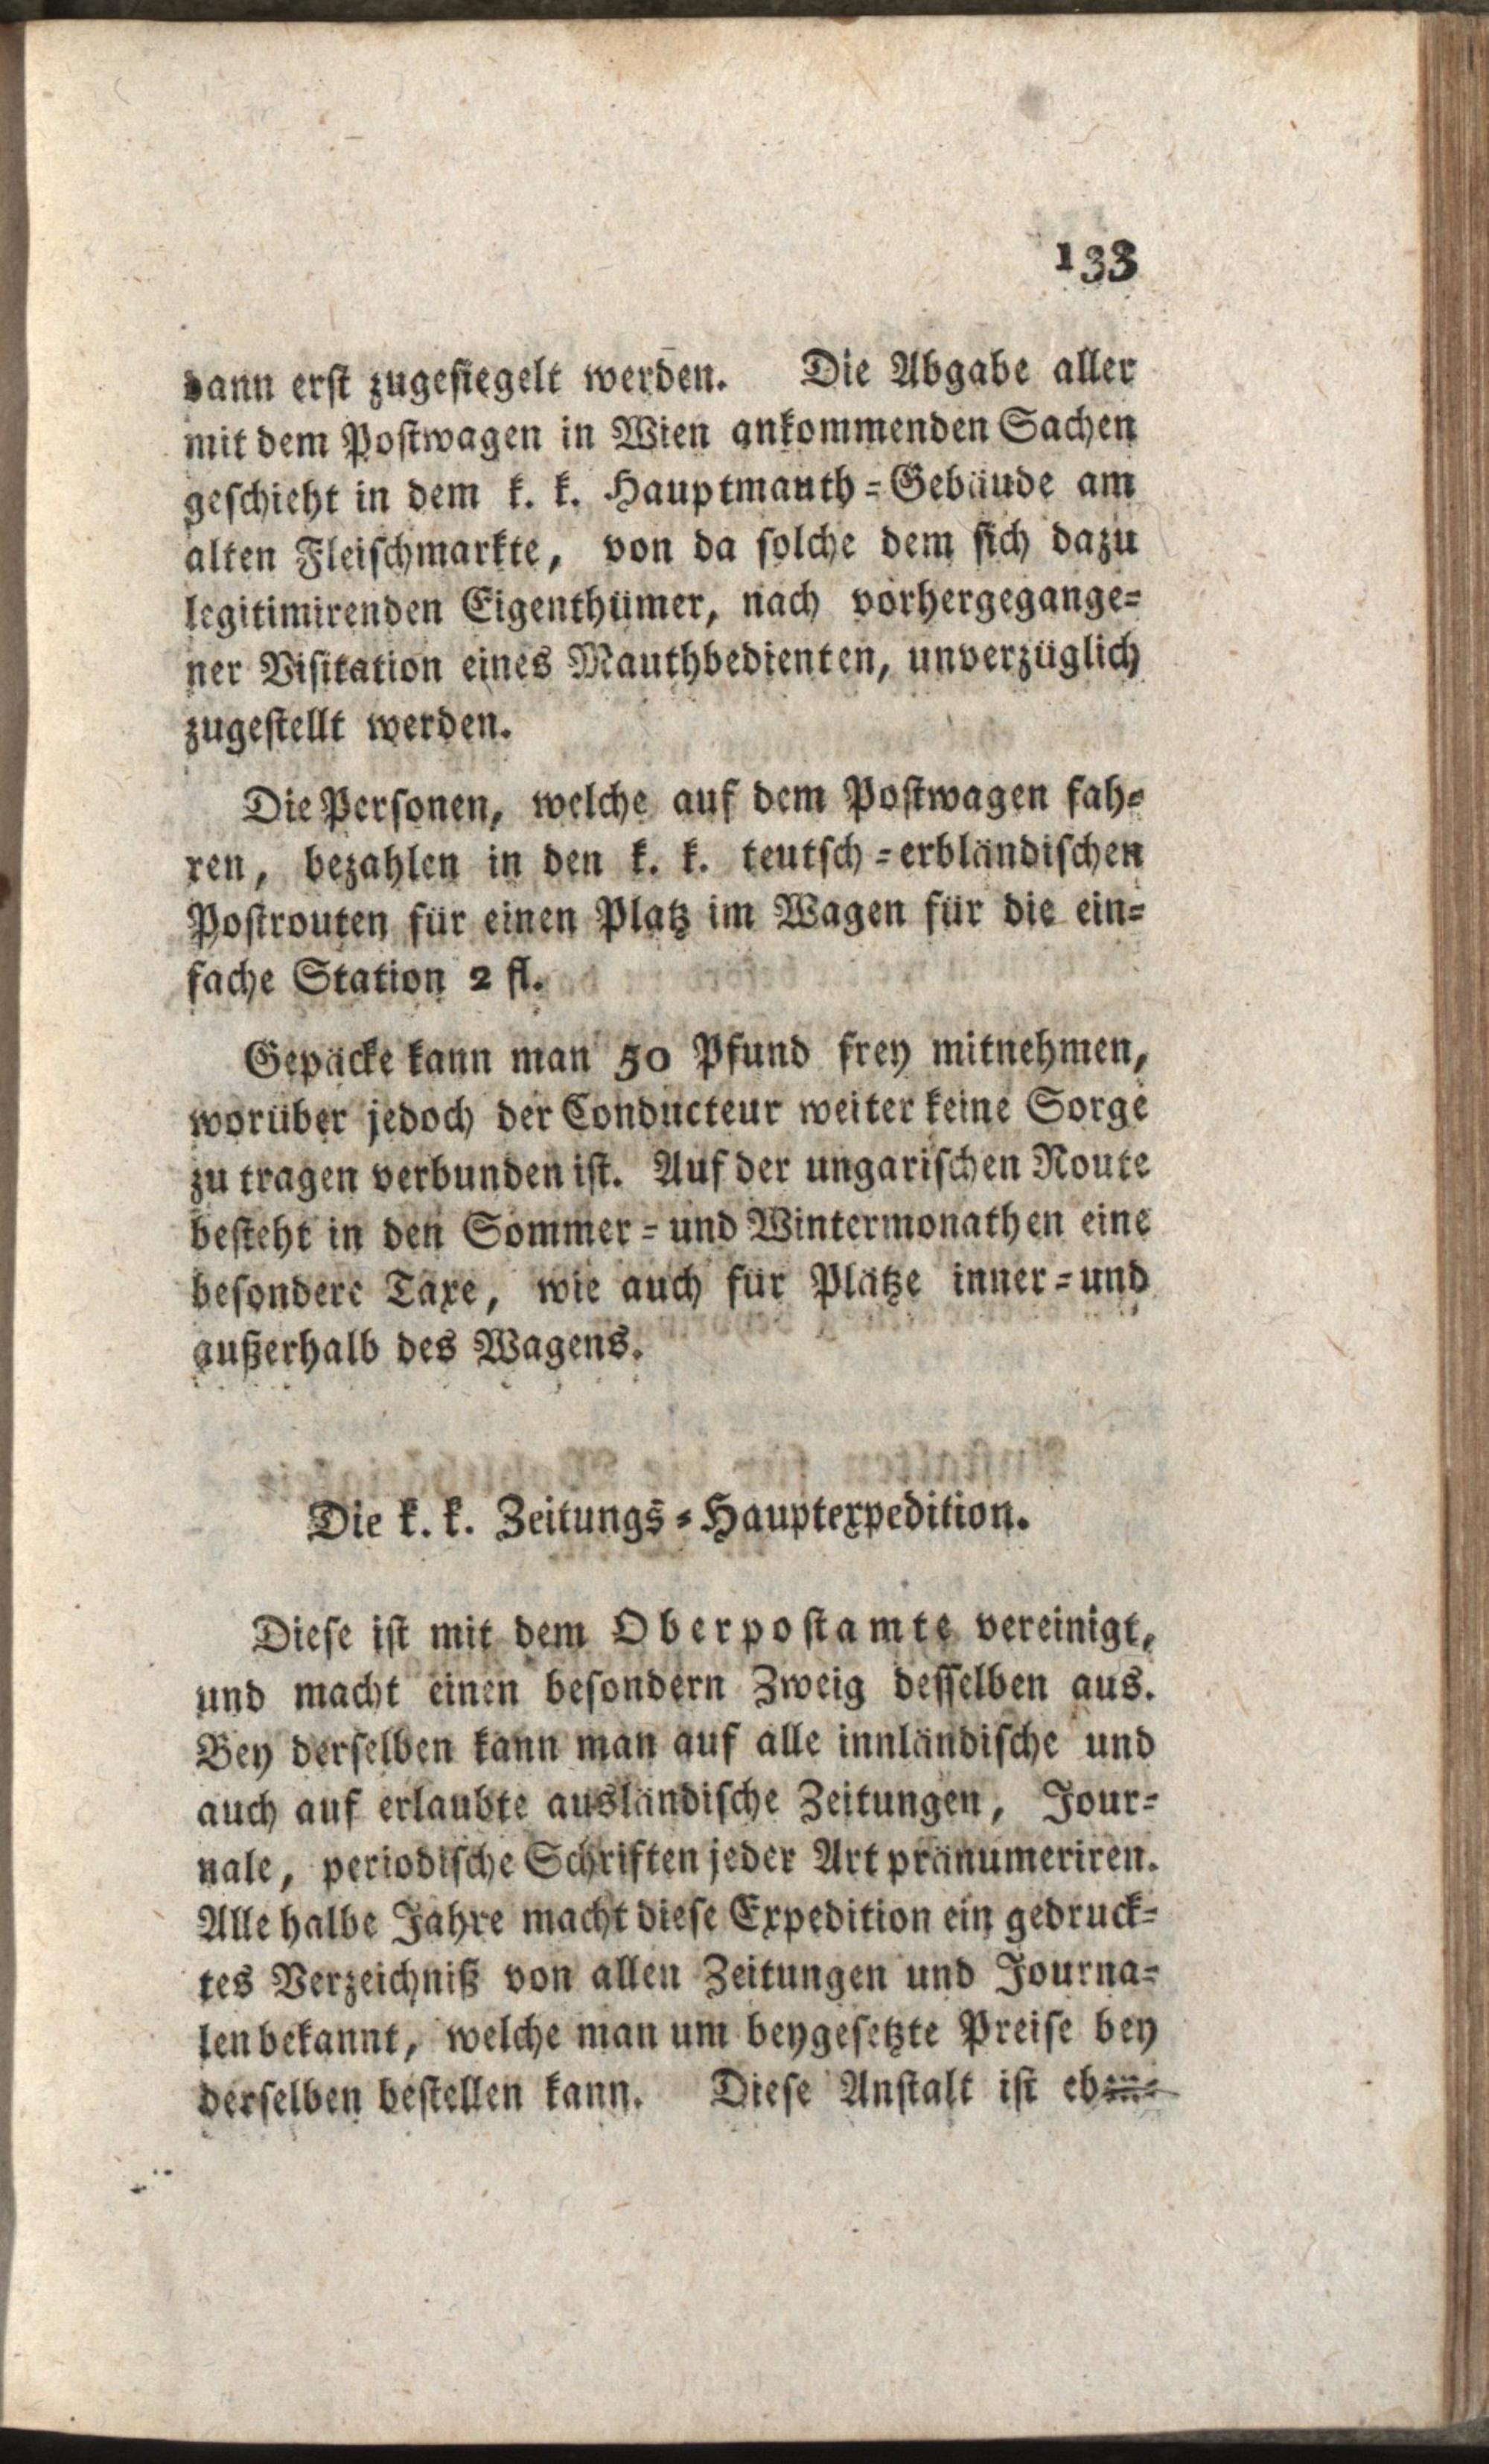 133
dann erst zugesiegelt werden. Die Abgabe aller
mit dem Postwagen in Wien ankommenden Sachen
geschieht in dem k. k. Hauptmauth-Gebäude am
alten Fleischmarkte, von da solche dem sich dazu
legitimirenden Eigenthümer, nach vorhergegange-
ner Visitation eines Mauthbedienten, unverzüglich
zugestellt werden.
Die Personen, welche auf dem Postwagen fah-
ren, bezahlen in den k. k. teutsch-erbländischen
Postrouten für einen Platz im Wagen für die ein-
fache Station 2 fl.
Gepäcke kann man 50 Pfund frey mitnehmen,
worüber jedoch der Conducteur weiter keine Sorge
zu tragen verbunden ist. Auf der ungarischen Route
besteht in den Sommer- und Wintermonathen eine
besondere Taxe, wie auch für Plätze inner- und
außerhalb des Wagens.
Die k. k. Zeitungs-Hauptexpedition.
Diese ist mit dem Oberpostamte vereinigt,
und macht einen besondern Zweig desselben aus.
Bey derselben kann man auf alle innländische und
auch auf erlaubte ausländische Zeitungen, Jour-
nale, periodische Schriften jeder Art pränumeriren.
Alle halbe Jahre macht diese Expedition ein gedruck-
tes Verzeichniß von allen Zeitungen und Journa-
len bekannt, welche man um beygesetzte Preise bey
derselben bestellen kann. Diese Anstalt ist eben-